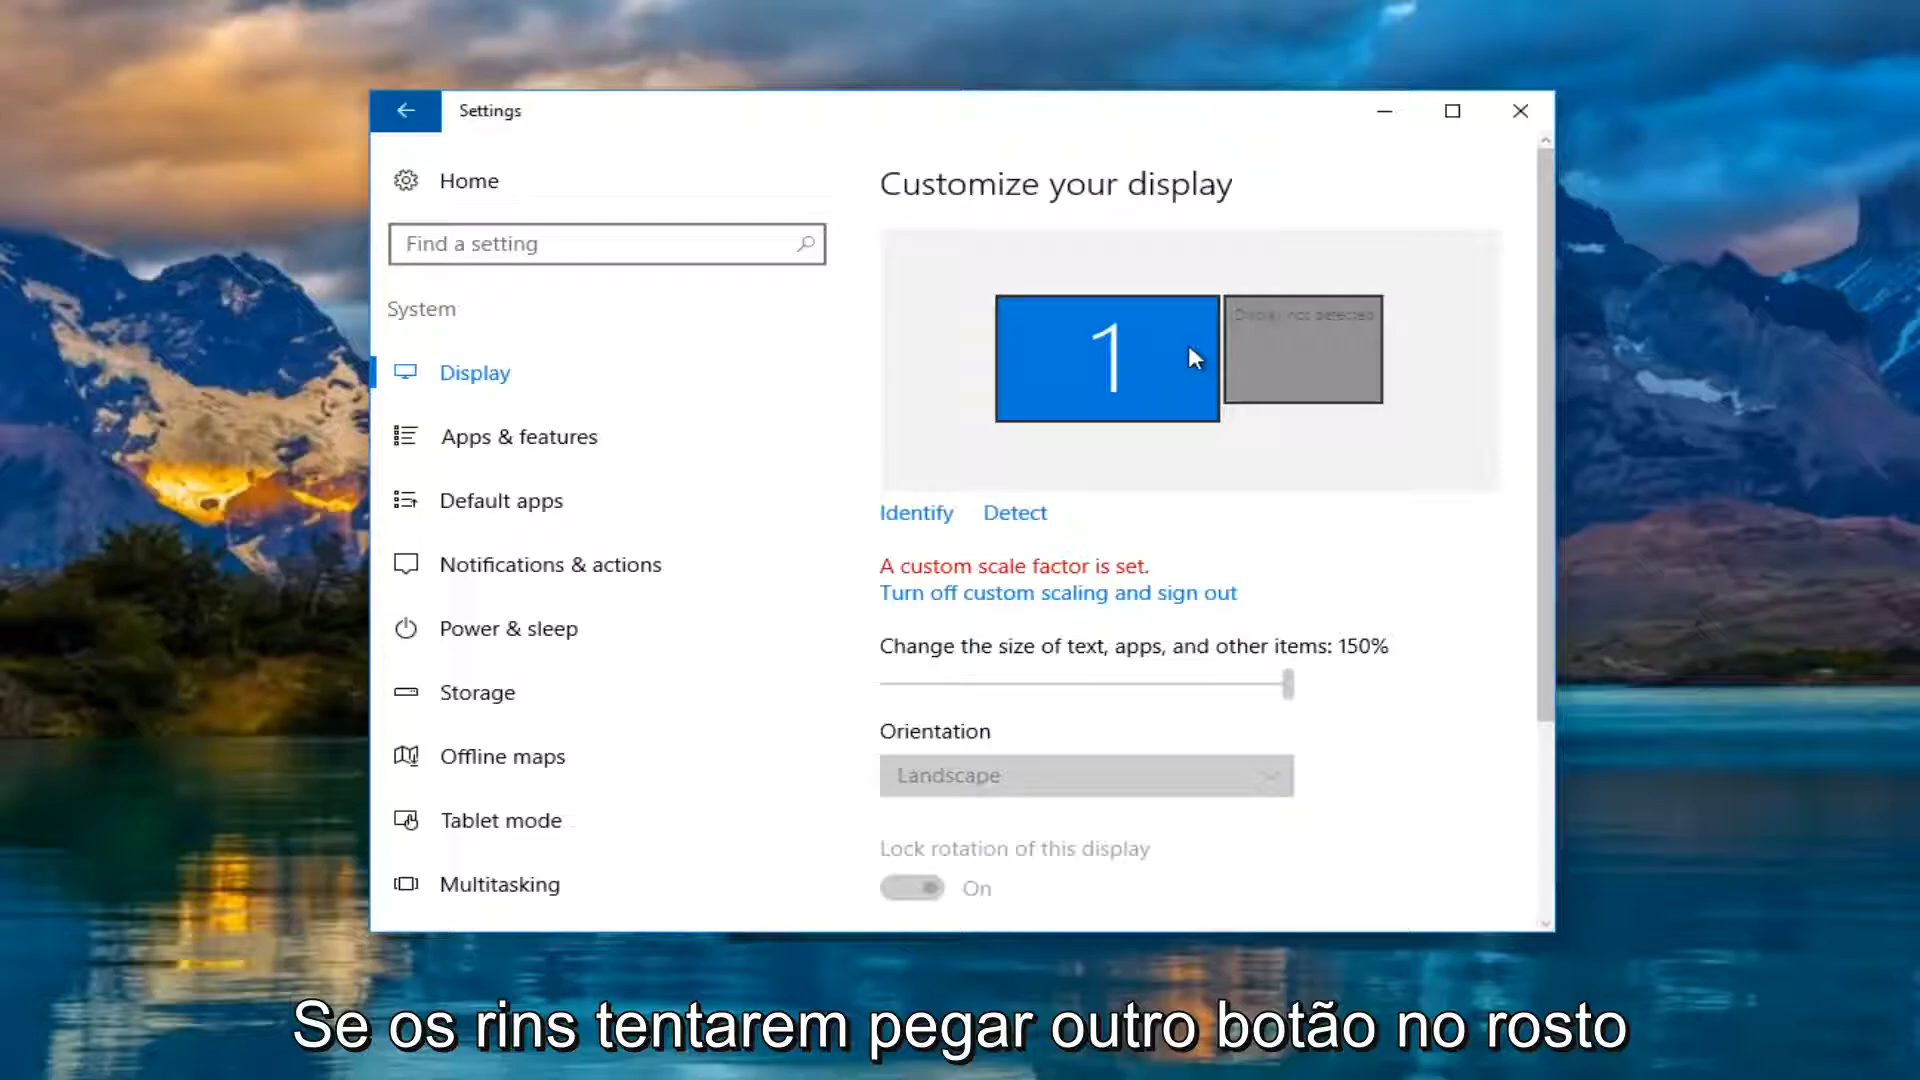 Settings
Home
Find a setting
System
Display
Apps & features
Default apps
Notifications & actions
Power & sleep
Storage
Offline maps
Tablet mode
Multitasking
Customize your display
1
Display not detected
Identify Detect
A custom scale factor is set.
Turn off custom scaling and sign out
Change the size of text, apps, and other items: 150%
Orientation
Landscape
Lock rotation of this display
On
Se os rins tentarem pegar outro botão no rosto